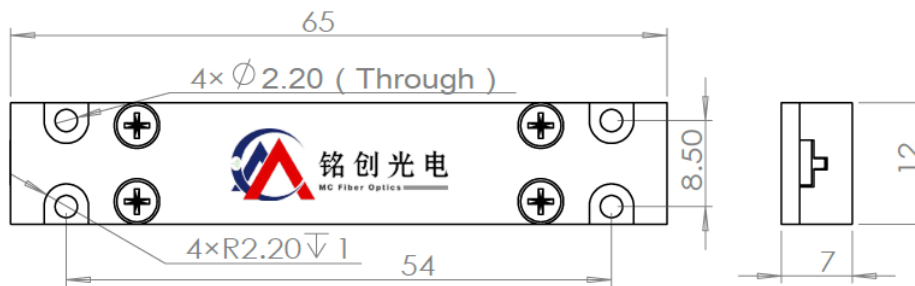 65
4× ∅2.20 ( Through )
铭创光电
MC Fiber Optics
8.50
12
4×R2.20↧1
54
7